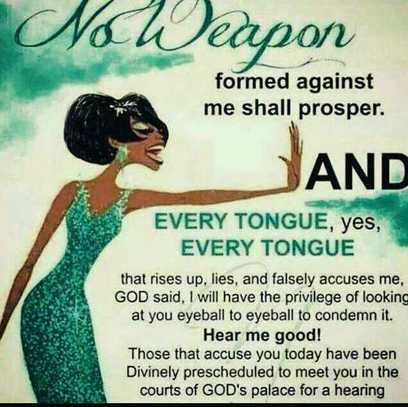 No Weapon
formed against
me shall prosper.
AND
EVERY TONGUE, yes,
EVERY TONGUE
that rises up, lies, and falsely accuses me,
GOD said, I will have the privilege of looking
at you eyeball to eyeball to condemn it.
Hear me good!
Those that accuse you today have been
Divinely prescheduled to meet you in the
courts of GOD's palace for a hearing